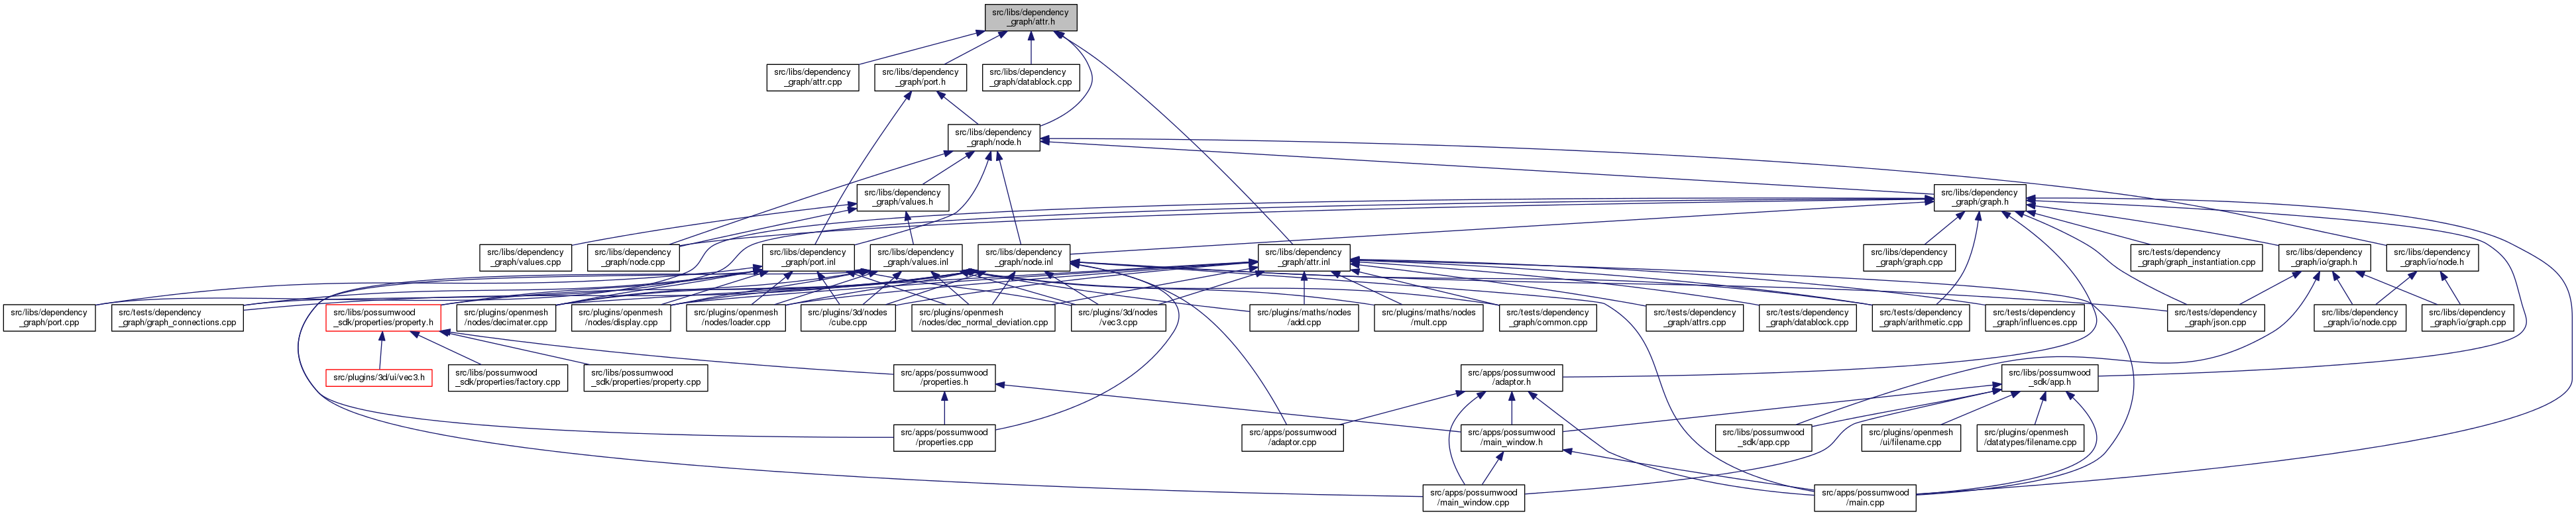 src/libs/dependency
_graph/attr.h
src/libs/dependency
_graph/attr.cpp
src/libs/dependency
_graph/port.h
src/libs/dependency
_graph/datablock.cpp
src/libs/dependency
_graph/node.h
src/libs/dependency
_graph/values.h
src/libs/dependency
_graph/graph.h
src/libs/dependency
_graph/values.cpp
src/libs/dependency
_graph/node.cpp
src/libs/dependency
_graph/port.inl
src/libs/dependency
_graph/values.inl
src/libs/dependency
_graph/node.inl
src/libs/dependency
_graph/attr.inl
src/libs/dependency
_graph/graph.cpp
src/tests/dependency
_graph/graph_instantiation.cpp
src/libs/dependency
_graph/io/graph.h
src/libs/dependency
_graph/io/node.h
src/libs/dependency
_graph/port.cpp
src/tests/dependency
_graph/graph_connections.cpp
src/libs/possumwood
_sdk/properties/property.h
src/plugins/openmesh
/nodes/decimater.cpp
src/plugins/openmesh
/nodes/display.cpp
src/plugins/openmesh
/nodes/loader.cpp
src/plugins/3d/nodes
/cube.cpp
src/plugins/openmesh
/nodes/dec_normal_deviation.cpp
src/plugins/3d/nodes
/vec3.cpp
src/plugins/maths/nodes
/add.cpp
src/plugins/maths/nodes
/mult.cpp
src/tests/dependency
_graph/common.cpp
src/tests/dependency
_graph/attrs.cpp
src/tests/dependency
_graph/datablock.cpp
src/tests/dependency
_graph/arithmetic.cpp
src/tests/dependency
_graph/influences.cpp
src/tests/dependency
_graph/json.cpp
src/libs/dependency
_graph/io/node.cpp
src/libs/dependency
_graph/io/graph.cpp
src/plugins/3d/ui/vec3.h
src/libs/possumwood
_sdk/properties/factory.cpp
src/libs/possumwood
_sdk/properties/property.cpp
src/apps/possumwood
/properties.h
src/apps/possumwood
/adaptor.h
src/libs/possumwood
_sdk/app.h
src/apps/possumwood
/properties.cpp
src/apps/possumwood
/adaptor.cpp
src/apps/possumwood
/main_window.h
src/libs/possumwood
_sdk/app.cpp
src/plugins/openmesh
/ui/filename.cpp
src/plugins/openmesh
/datatypes/filename.cpp
src/apps/possumwood
/main_window.cpp
src/apps/possumwood
/main.cpp